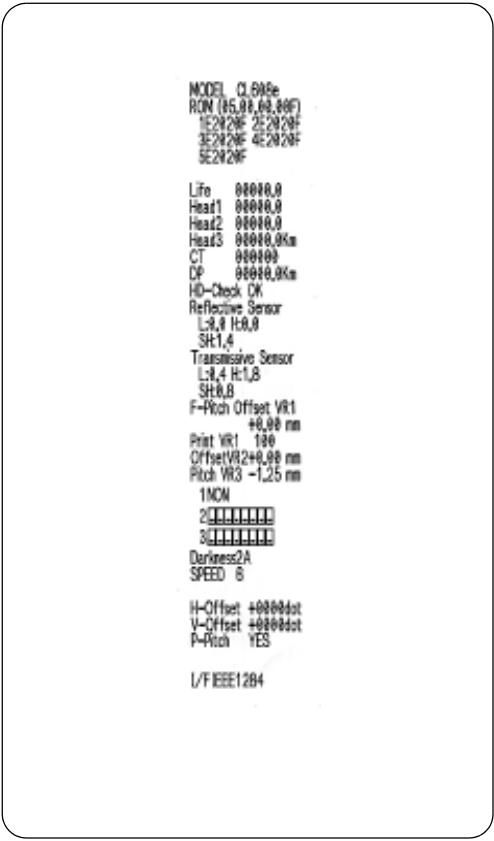 MODEL CL608e
ROM (05.00.00.00F)
1E2020F 2E2020F
3E2020F 4E2020F
5E2020F
Life 00000.0
Head1 00000.0
Head2 00000.0
Head3 00000.0Km
CT 000000
DP 00000.0Km
HD-Check OK
Reflective Sensor
L:0.0 H:0.0
SH:1.4
Transmissive Sensor
L:0.4 H:1.8
SH:0.8
F-Pitch Offset VR1
+0.00 mm
Print VR1 100
OffsetVR2+0.00 mm
Pitch VR3 -1.25 mm
1NON
2
3
Darkness2A
SPEED 6
H-Offset +0000dot
V-Offset +0000dot
P-Pitch YES
I/F IEEE1284